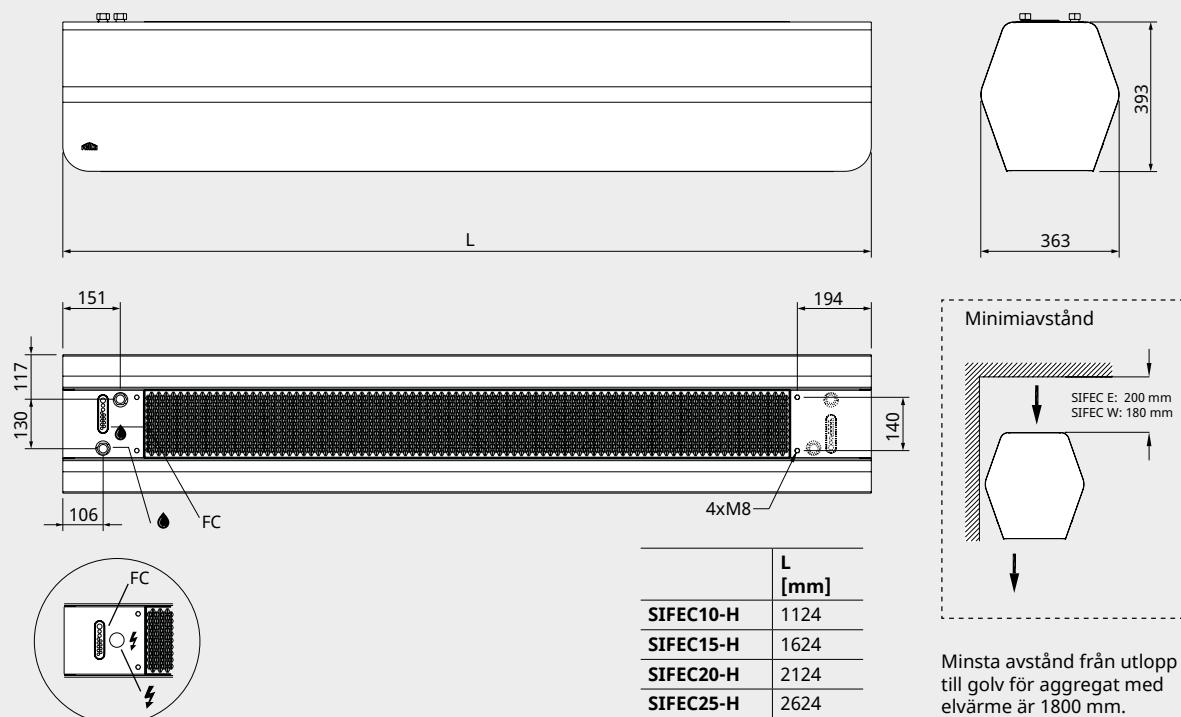 393
L
363
151
194
117
130
140
106
FC
4xM8
FC
Minimiavstånd
SIFEC E: 200 mm
SIFEC W: 180 mm
L
[mm]
SIFEC10-H 1124
SIFEC15-H 1624
SIFEC20-H 2124
SIFEC25-H 2624
Minsta avstånd från utlopp
till golv för aggregat med
elvärme är 1800 mm.